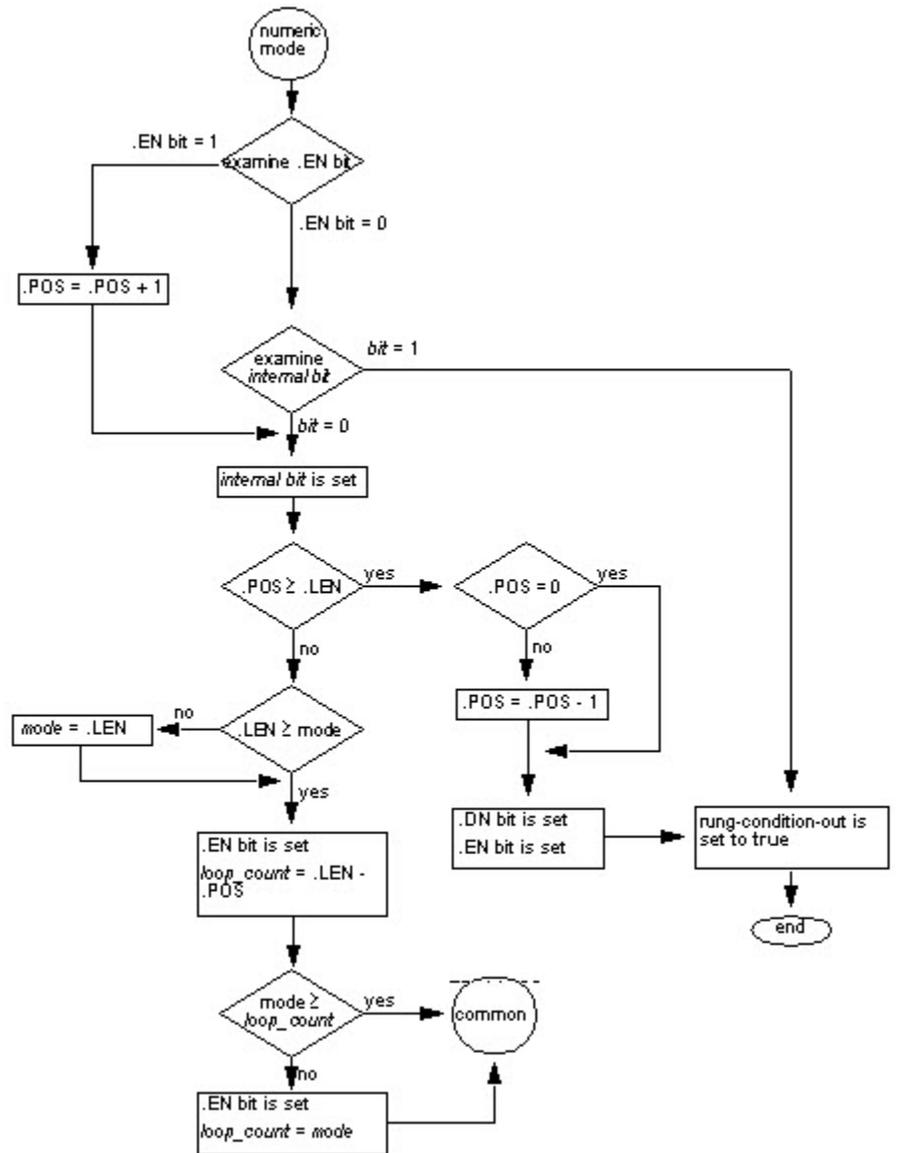 numeric
mode
.EN bit = 1
examine .EN bit
.EN bit = 0
.POS = .POS + 1
examine
internal bit
bit = 1
bit = 0
internal bit is set
.POS ≥ .LEN
yes
.POS = 0
yes
no
no
.POS = .POS - 1
mode = .LEN
no
.LEN ≥ mode
yes
.DN bit is set
.EN bit is set
rung-condition-out is
set to true
.EN bit is set
loop_count = .LEN -
.POS
end
mode ≥
loop_count
yes
common
no
.EN bit is set
loop_count = mode